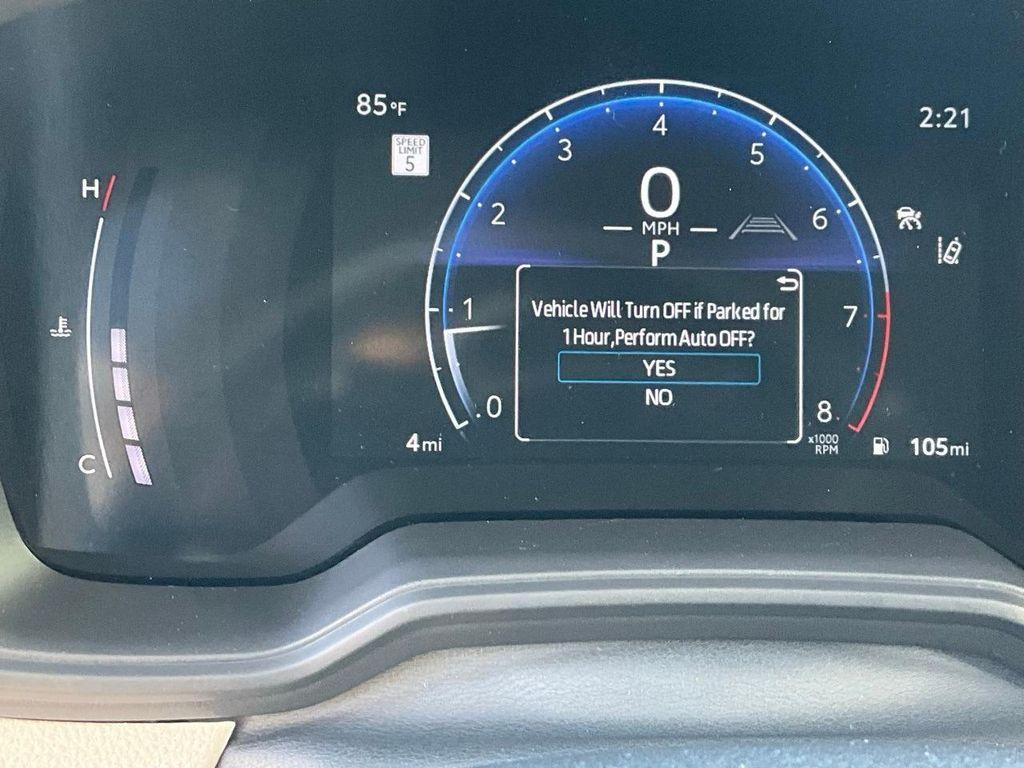 85°F
2:21
SPEED
LIMIT
5
H
C
0
1
2
3
4
5
6
7
8
0
MPH
P
Vehicle Will Turn OFF if Parked for
1 Hour,Perform Auto OFF?
YES
NO
x1000
RPM
4mi
105mi